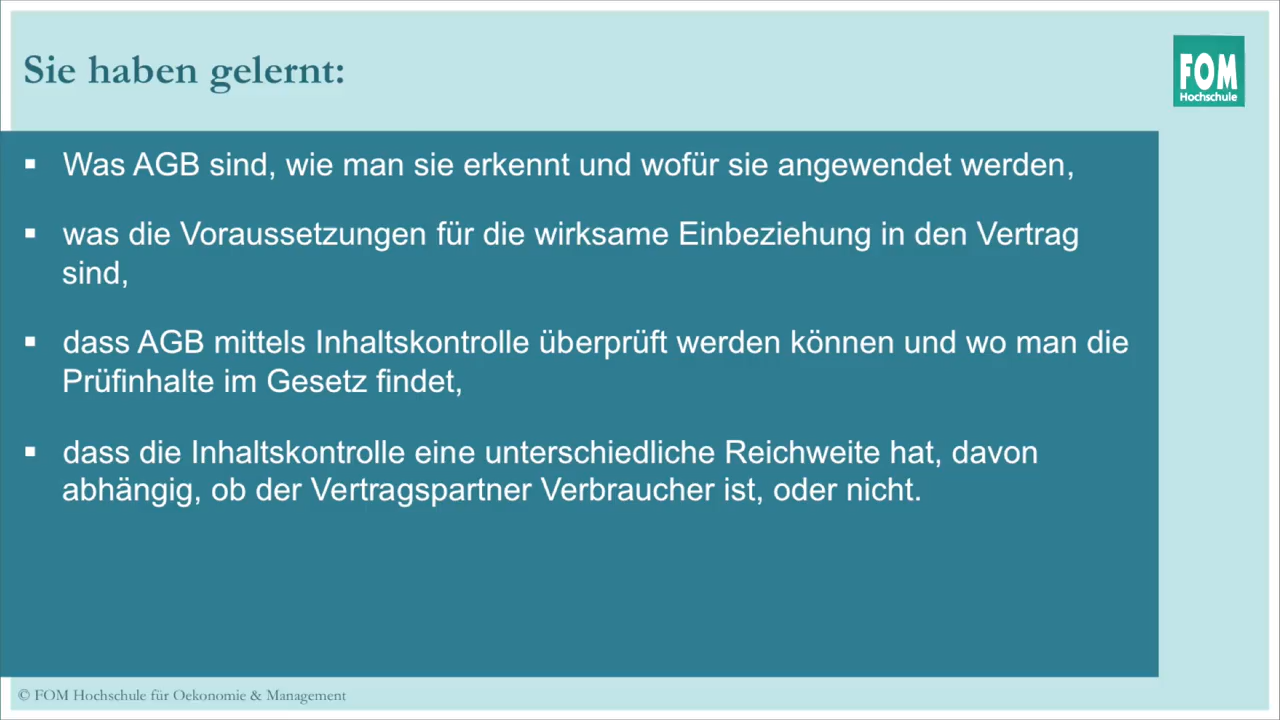 Sie haben gelernt:
FOM
Hochschule
▪ Was AGB sind, wie man sie erkennt und wofür sie angewendet werden,
▪ was die Voraussetzungen für die wirksame Einbeziehung in den Vertrag
sind,
▪ dass AGB mittels Inhaltskontrolle überprüft werden können und wo man die
Prüfinhalte im Gesetz findet,
▪ dass die Inhaltskontrolle eine unterschiedliche Reichweite hat, davon
abhängig, ob der Vertragspartner Verbraucher ist, oder nicht.
© FOM Hochschule für Oekonomie & Management